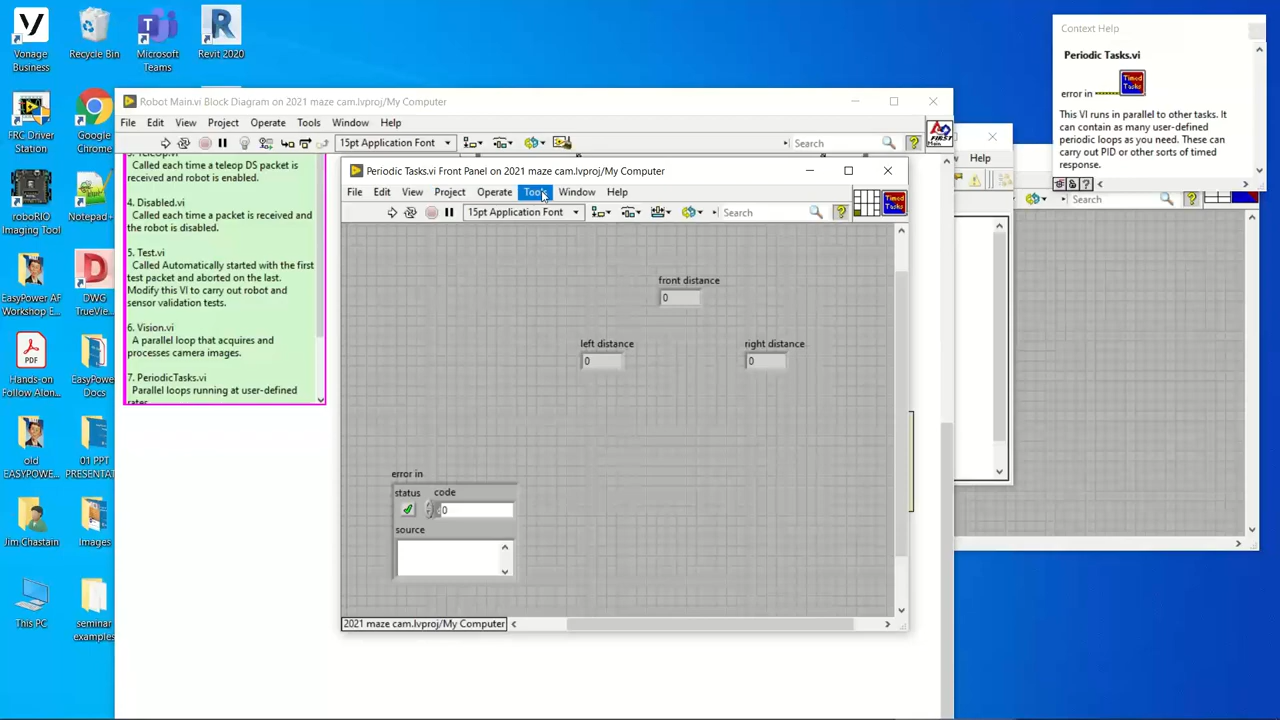 Vonage
Business
Recycle Bin
Microsoft
Teams
Revit 2020
FRC Driver
Station
Google
Chrome
roboRIO
Imaging Tool
Notepad+
EasyPower AF
Workshop E...
DWG
TrueVie...
Hands-on
Follow Alon...
EasyPowe
Docs
old
EASYPOWE...
01 PPT
PRESENTAT
Jim Chastain
Images
This PC
seminar
examples
Robot Main.vi Block Diagram on 2021 maze cam.lvproj/My Computer
File Edit View Project Operate Tools Window Help
15pt Application Font
Search
FIRST
Main
Called each time a teleop DS packet is
received and robot is enabled.
4. Disabled.vi
Called each time a packet is received and
the robot is disabled.
5. Test.vi
Called Automatically started with the first
test packet and aborted on the last.
Modify this VI to carry out robot and
sensor validation tests.
6. Vision.vi
A parallel loop that acquires and
processes camera images.
7. PeriodicTasks.vi
Parallel loops running at user-defined
Periodic Tasks.vi Front Panel on 2021 maze cam.lvproj/My Computer
File Edit View Project Operate Tools Window Help
15pt Application Font
Search
Timed
Tasks
front distance
0
left distance
0
right distance
0
error in
status code
0
source
2021 maze cam.lvproj/My Computer
Help
Search
Context Help
Periodic Tasks.vi
error in
Timed
Tasks
This VI runs in parallel to other tasks. It
can contain as many user-defined
periodic loops as you need. These can
carry out PID or other sorts of timed
response.